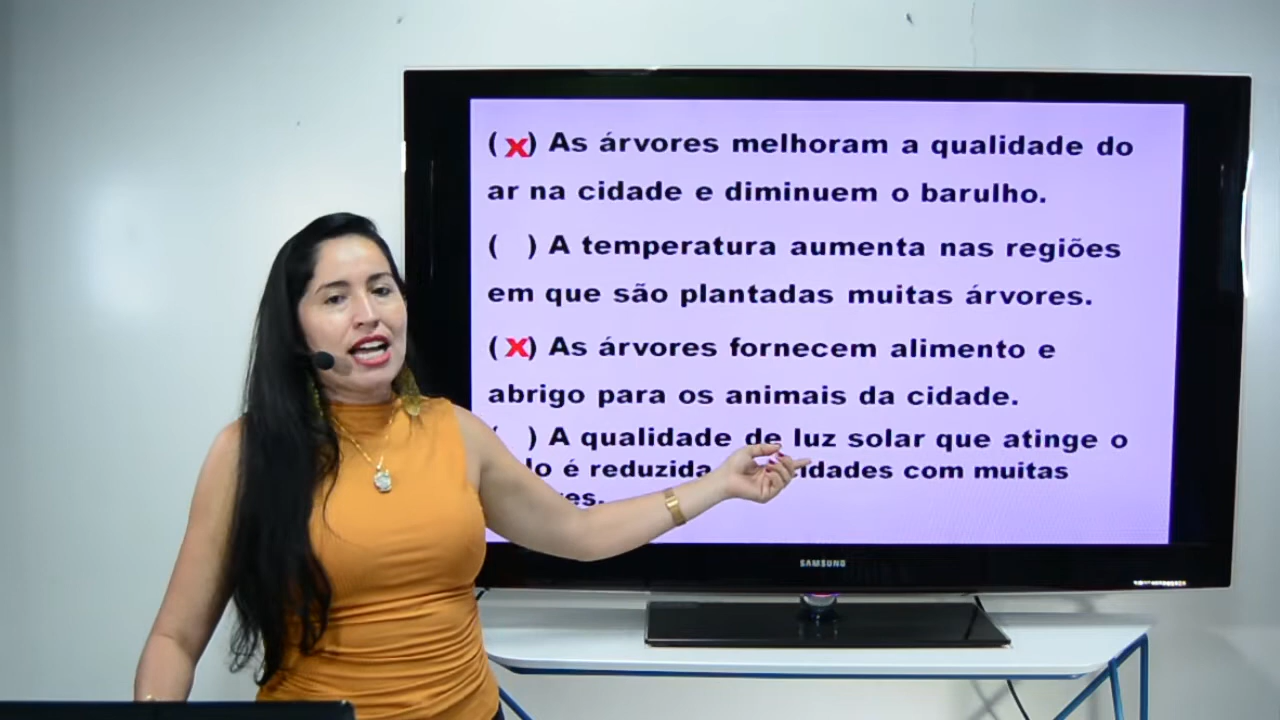 (x) As árvores melhoram a qualidade do
ar na cidade e diminuem o barulho.
( ) A temperatura aumenta nas regiões
em que são plantadas muitas árvores.
(x) As árvores fornecem alimento e
abrigo para os animais da cidade.
) A qualidade de luz solar que atinge o
é reduzida cidades com muitas
SAMSUNG